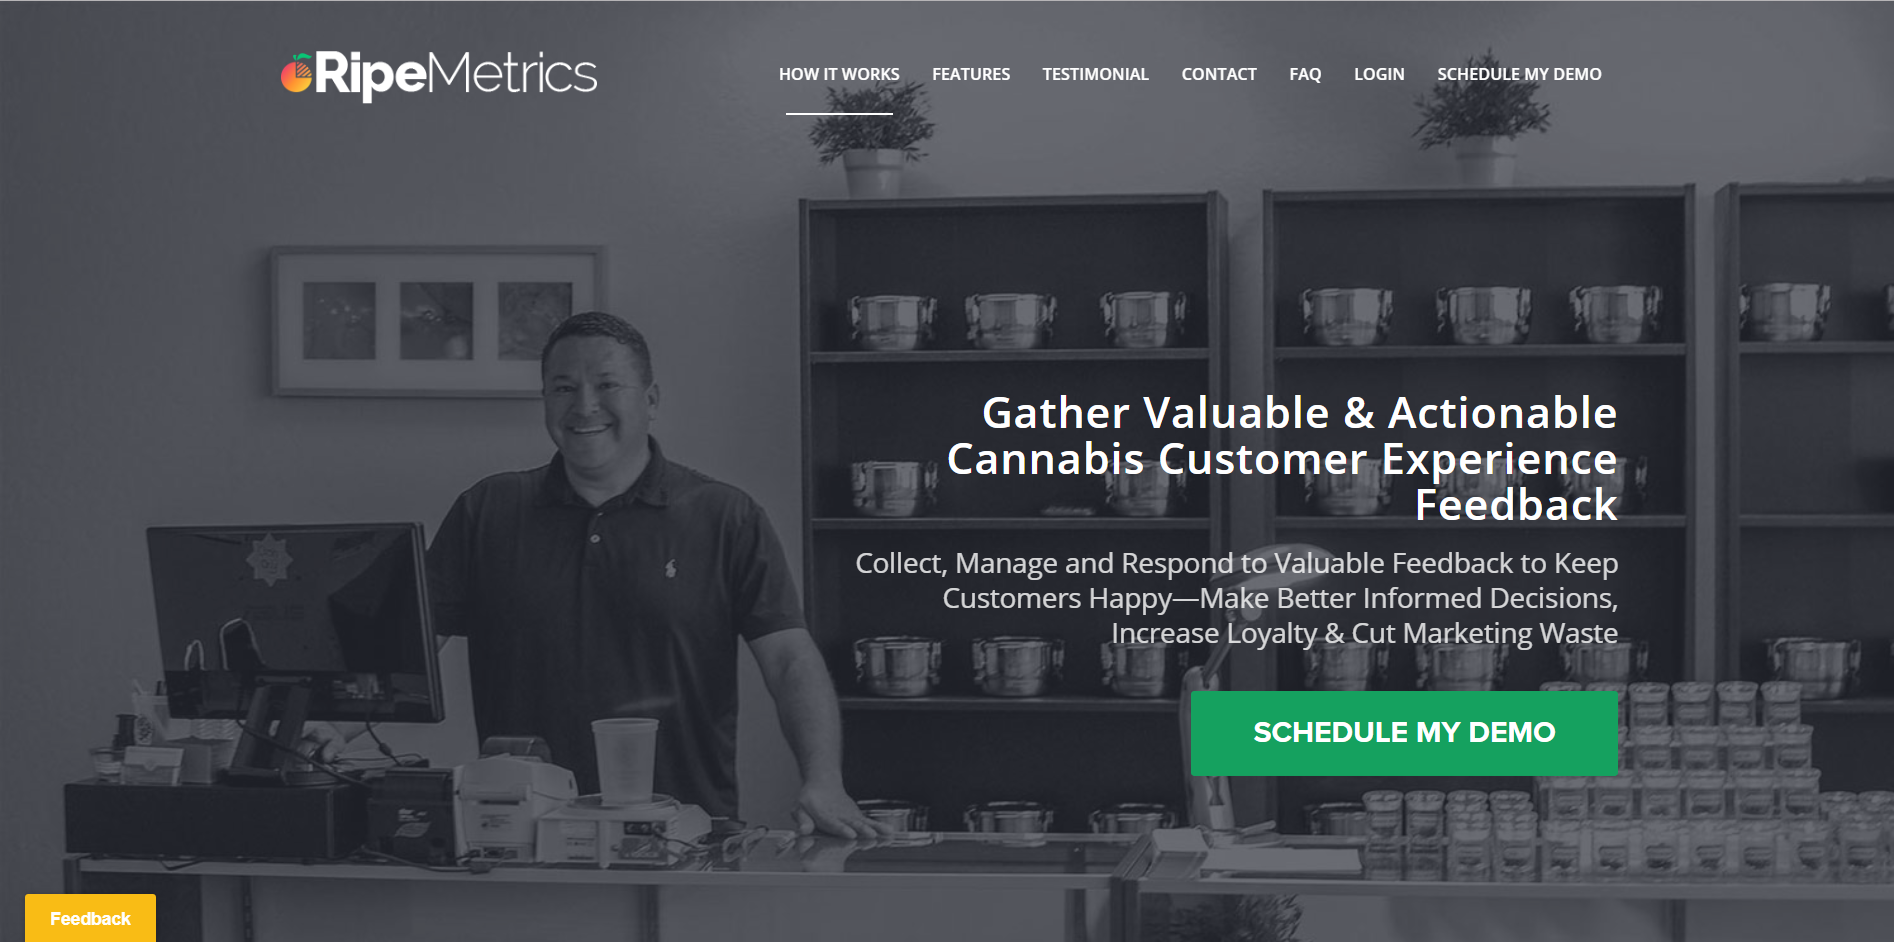 RipeMetrics
HOW IT WORKS
FEATURES
TESTIMONIAL
CONTACT
FAQ
LOGIN
SCHEDULE MY DEMO
Gather Valuable & Actionable
Cannabis Customer Experience
Feedback
Collect, Manage and Respond to Valuable Feedback to Keep
Customers Happy—Make Better Informed Decisions,
Increase Loyalty & Cut Marketing Waste
SCHEDULE MY DEMO
Feedback